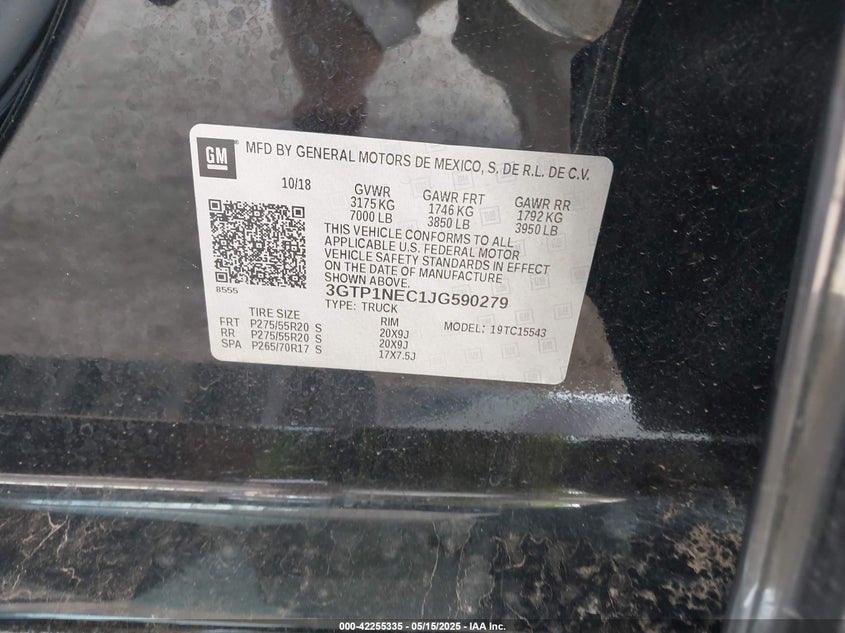 GM ® MFD BY GENERAL MOTORS DE MEXICO, S. DE R.L. DE C.V.
10/18 GVWR GAWR FRT GAWR RR
3175 KG 1746 KG 1792 KG
7000 LB 3850 LB 3950 LB
THIS VEHICLE CONFORMS TO ALL
APPLICABLE U.S. FEDERAL MOTOR
VEHICLE SAFETY STANDARDS IN EFFECT
ON THE DATE OF MANUFACTURE
SHOWN ABOVE.
8555
3GTP1NEC1JG590279
TYPE: TRUCK
TIRE SIZE RIM MODEL: 19TC15543
FRT P275/55R20 S 20X9J
RR P275/55R20 S 20X9J
SPA P265/70R17 S 17X7.5J
000-42255335 - 05/15/2025 - IAA Inc.